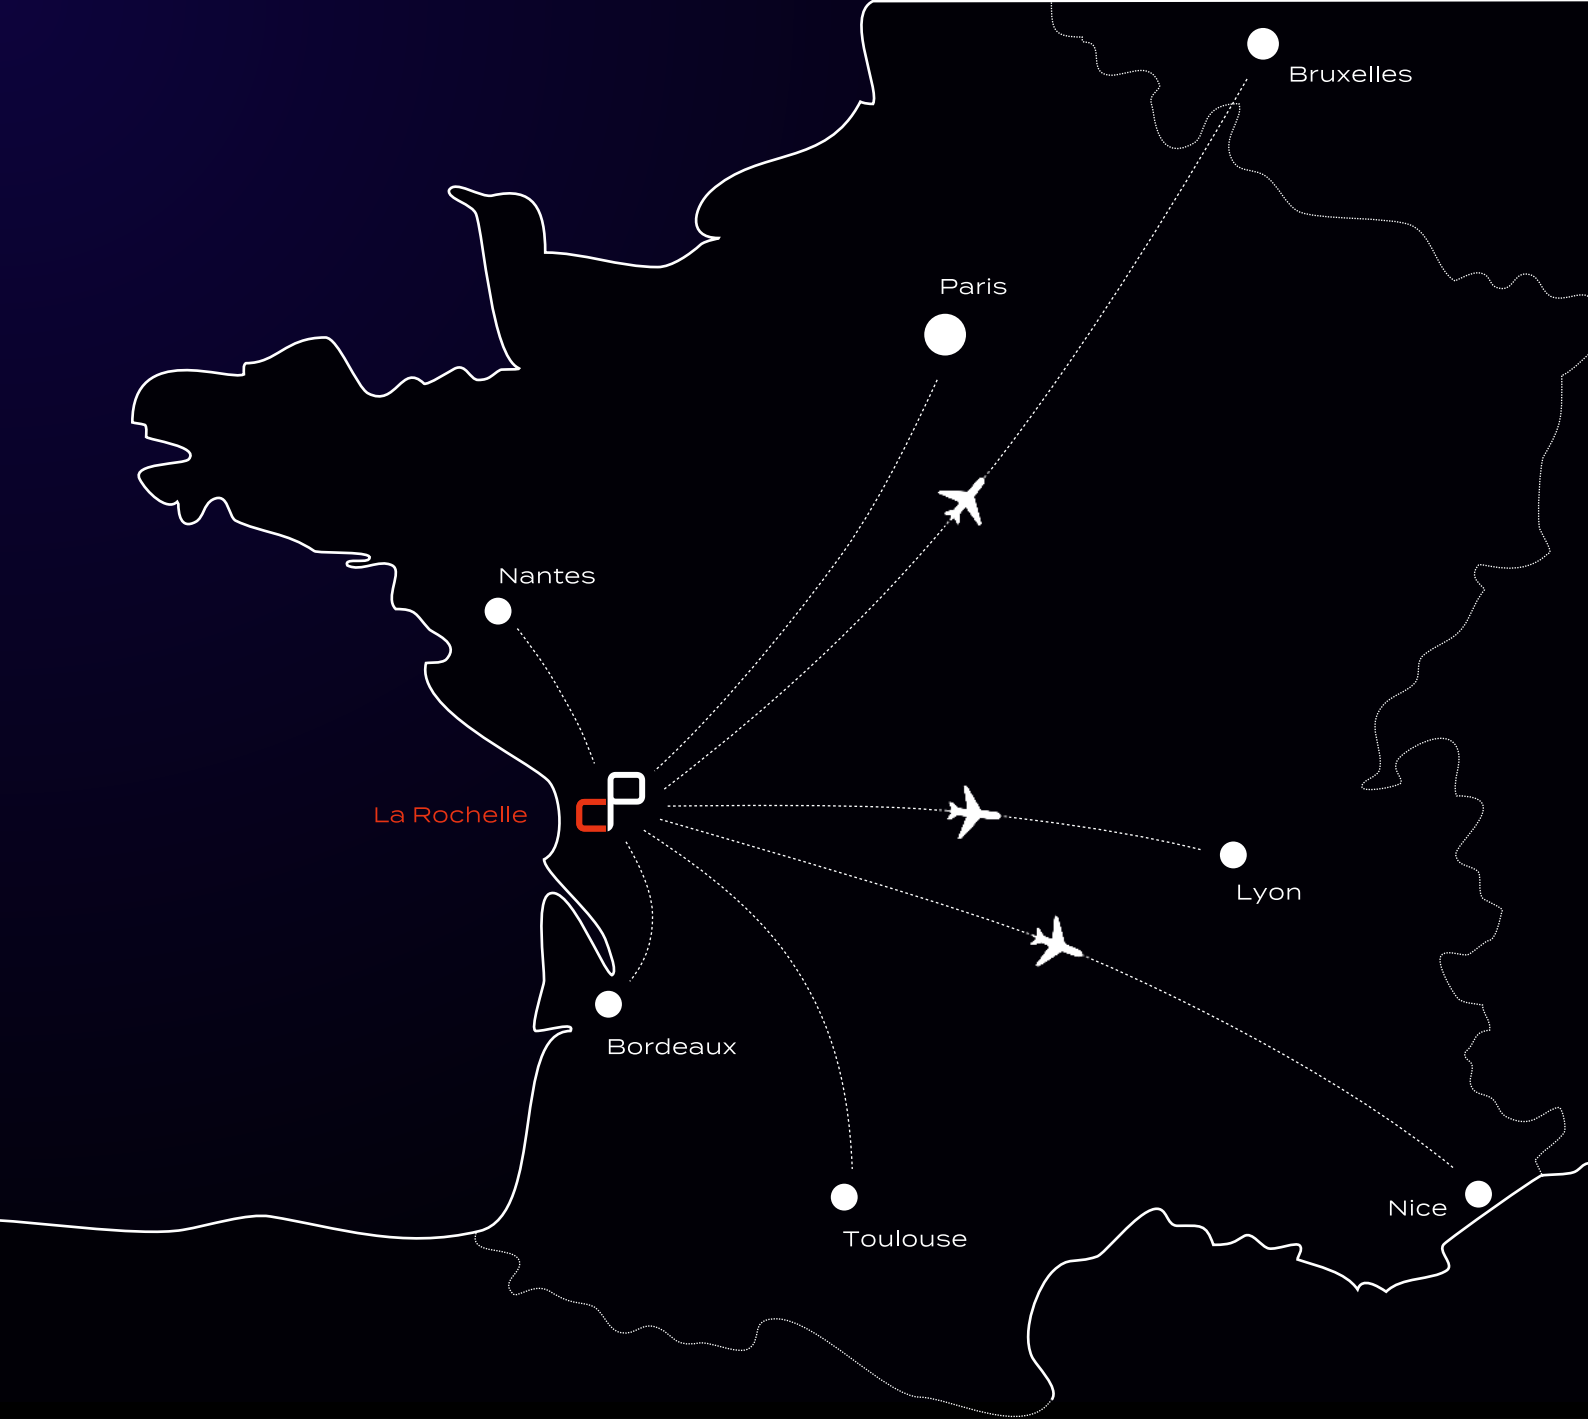 Bruxelles
Paris
Nantes
La Rochelle
Lyon
Bordeaux
Nice
Toulouse